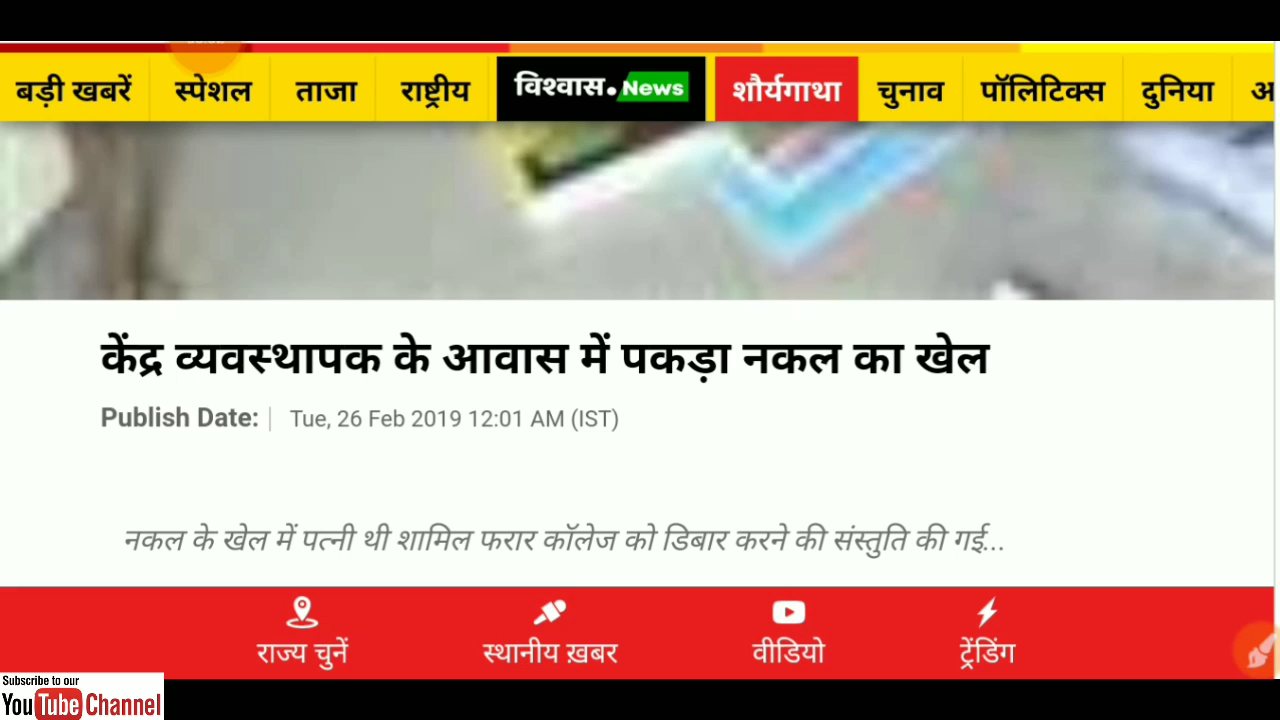 बड़ी खबरें स्पेशल ताजा राष्ट्रीय विश्वास.News शौर्यगाथा चुनाव पॉलिटिक्स दुनिया
केंद्र व्यवस्थापक के आवास में पकड़ा नकल का खेल
Publish Date: | Tue, 26 Feb 2019 12:01 AM (IST)
नकल के खेल में पत्नी थी शामिल फरार कॉलेज को डिबार करने की संस्तुति की गई...
राज्य चुनें स्थानीय ख़बर वीडियो ट्रेंडिंग
Subscribe to our
YouTube Channel